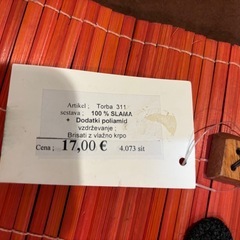 Artikel ; Torba 311
sestava ; 100 % SLAMA
+ Dodatki poliamid
vzdrževanje ;
Brisati z vlažno krpo
Cena ; 17,00 € 4.073 sit